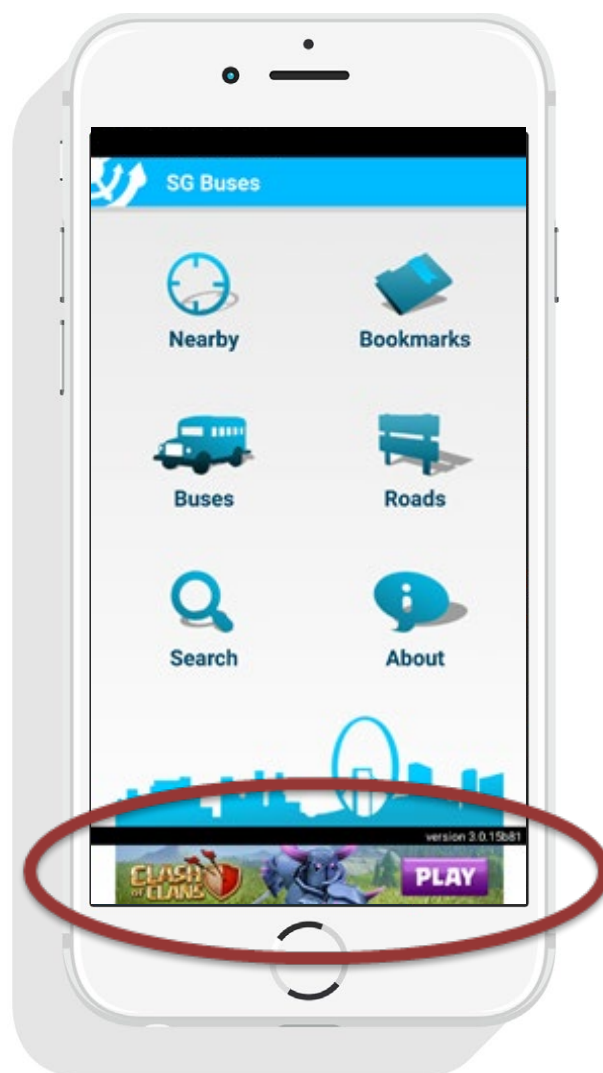 SG Buses
Nearby
Bookmarks
Buses
Roads
Search
About
version 3.0.15b81
CLASH
OF CLANS
PLAY